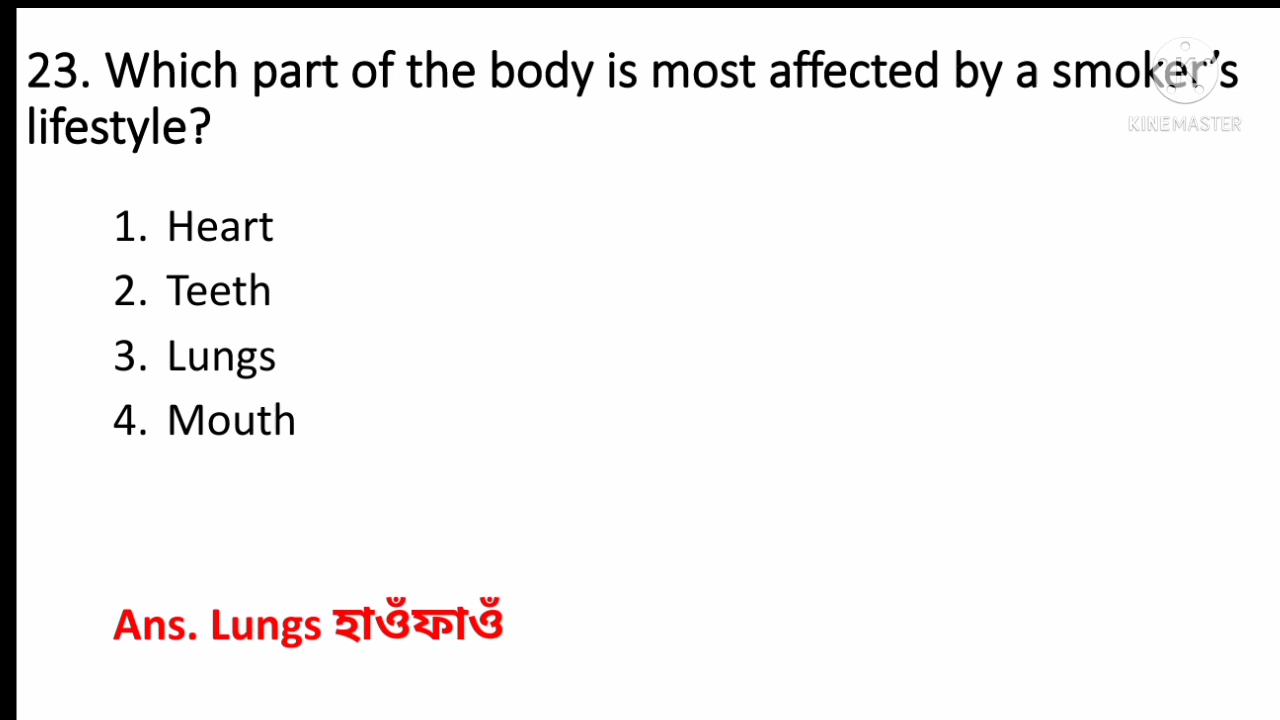 23. Which part of the body is most affected by a smoker’s
lifestyle?
KINEMASTER
1. Heart
2. Teeth
3. Lungs
4. Mouth
Ans. Lungs হাওঁফাওঁ